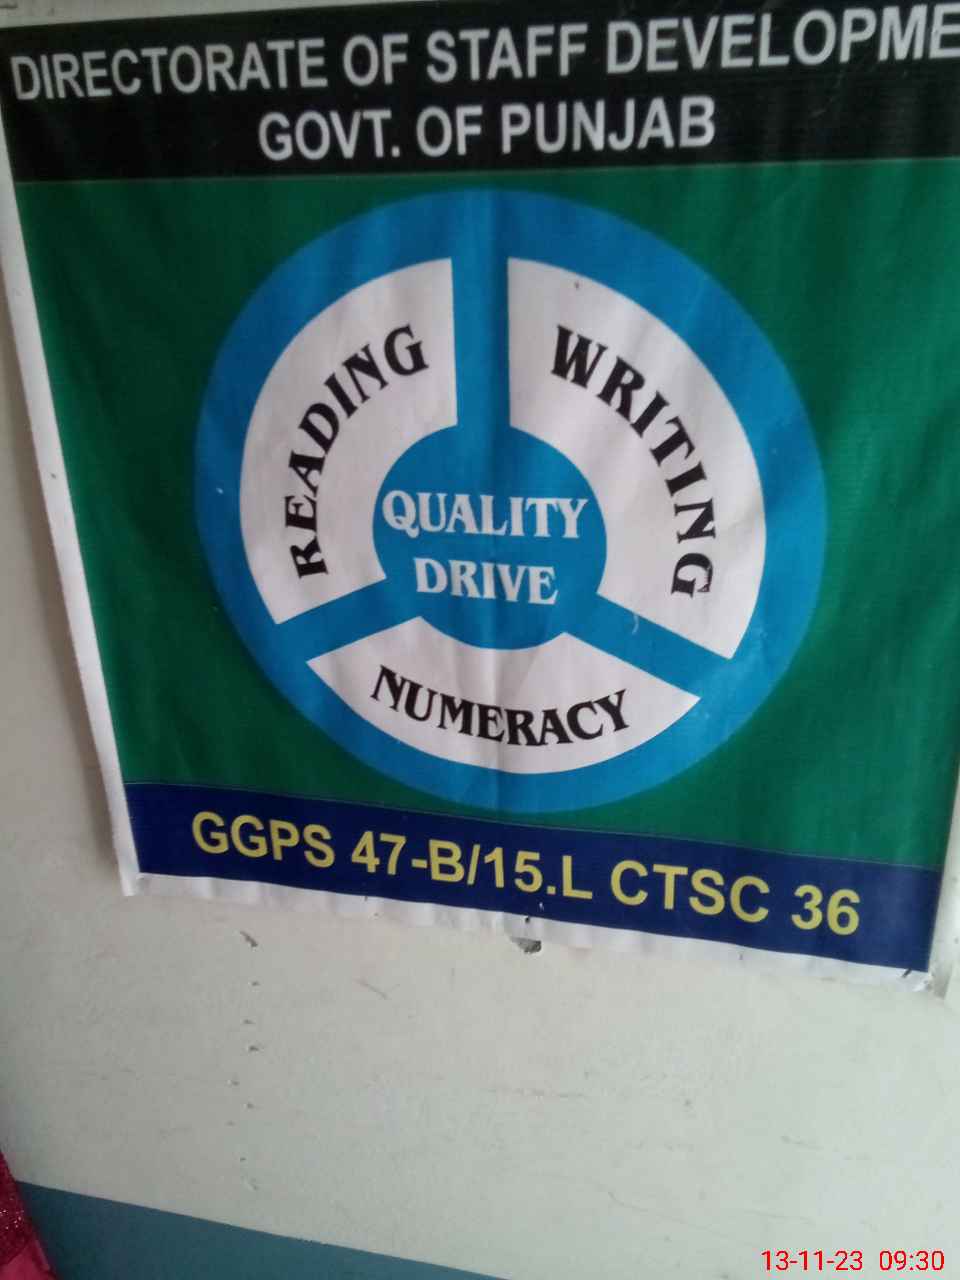 DIRECTORATE OF STAFF DEVELOPME
GOVT. OF PUNJAB
READING
WRITING
QUALITY
DRIVE
NUMERACY
GGPS 47-B/15.L CTSC 36
13-11-23 09:30